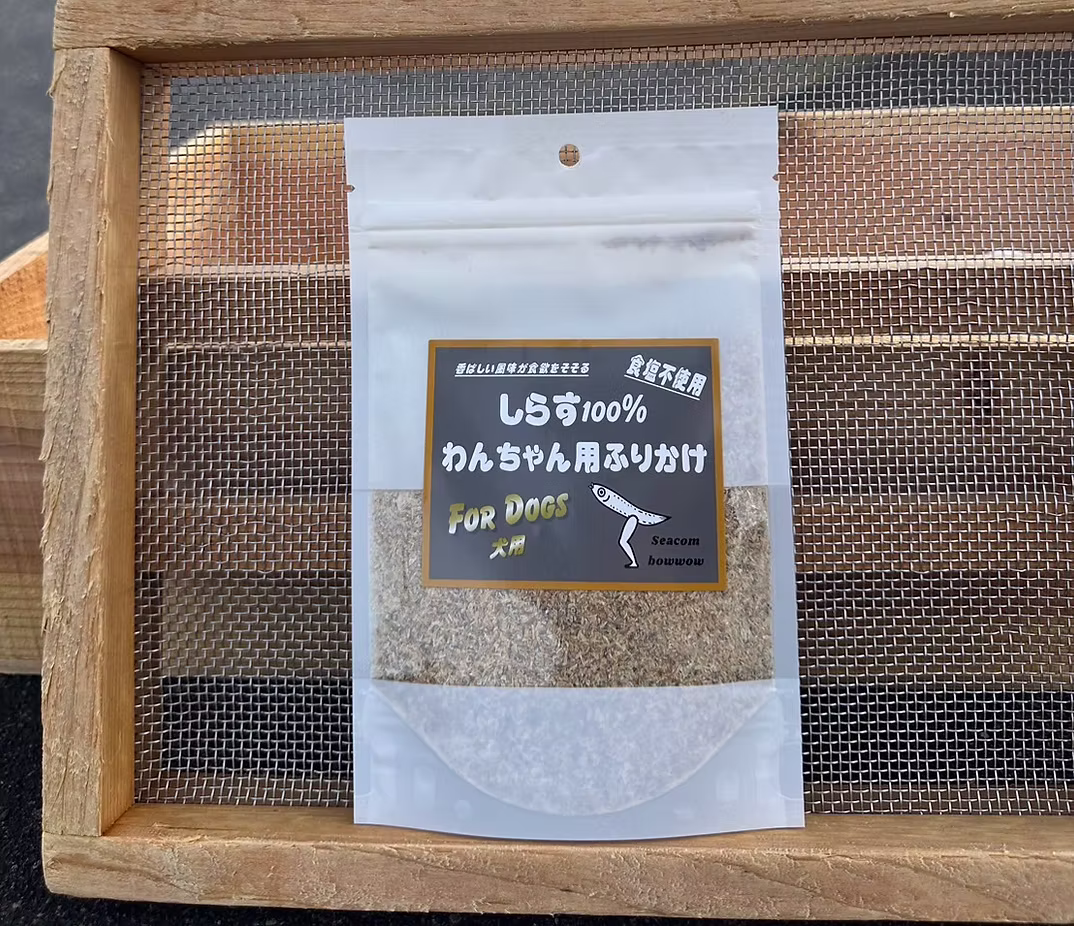 香ばしい風味が食欲をそそる
食塩不使用
しらす100%
わんちゃん用ふりかけ
FOR DOGS
犬用
Seacom
bowwow